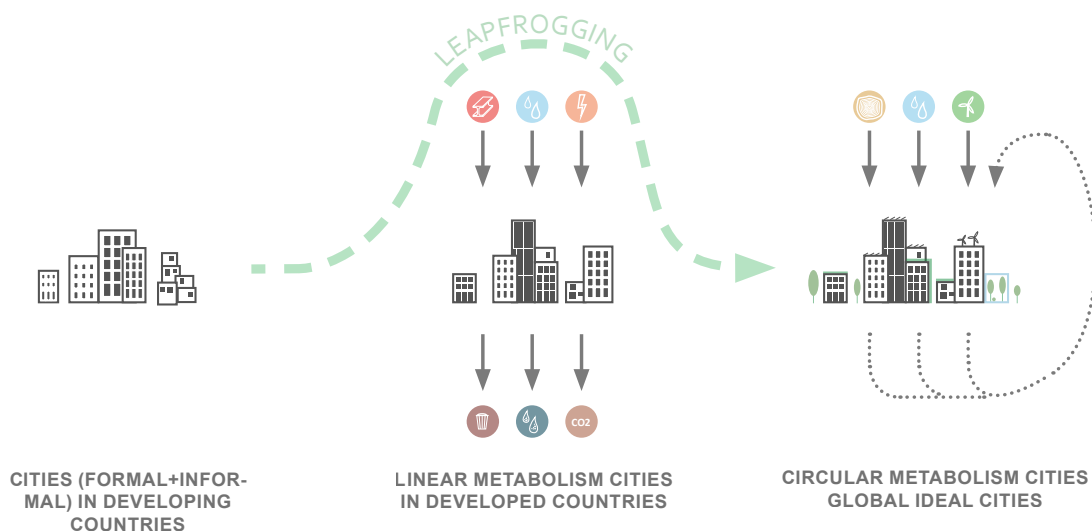 LEAPFROGGING
CO2
CITIES (FORMAL+INFOR-
MAL) IN DEVELOPING
COUNTRIES
LINEAR METABOLISM CITIES
IN DEVELOPED COUNTRIES
CIRCULAR METABOLISM CITIES
GLOBAL IDEAL CITIES